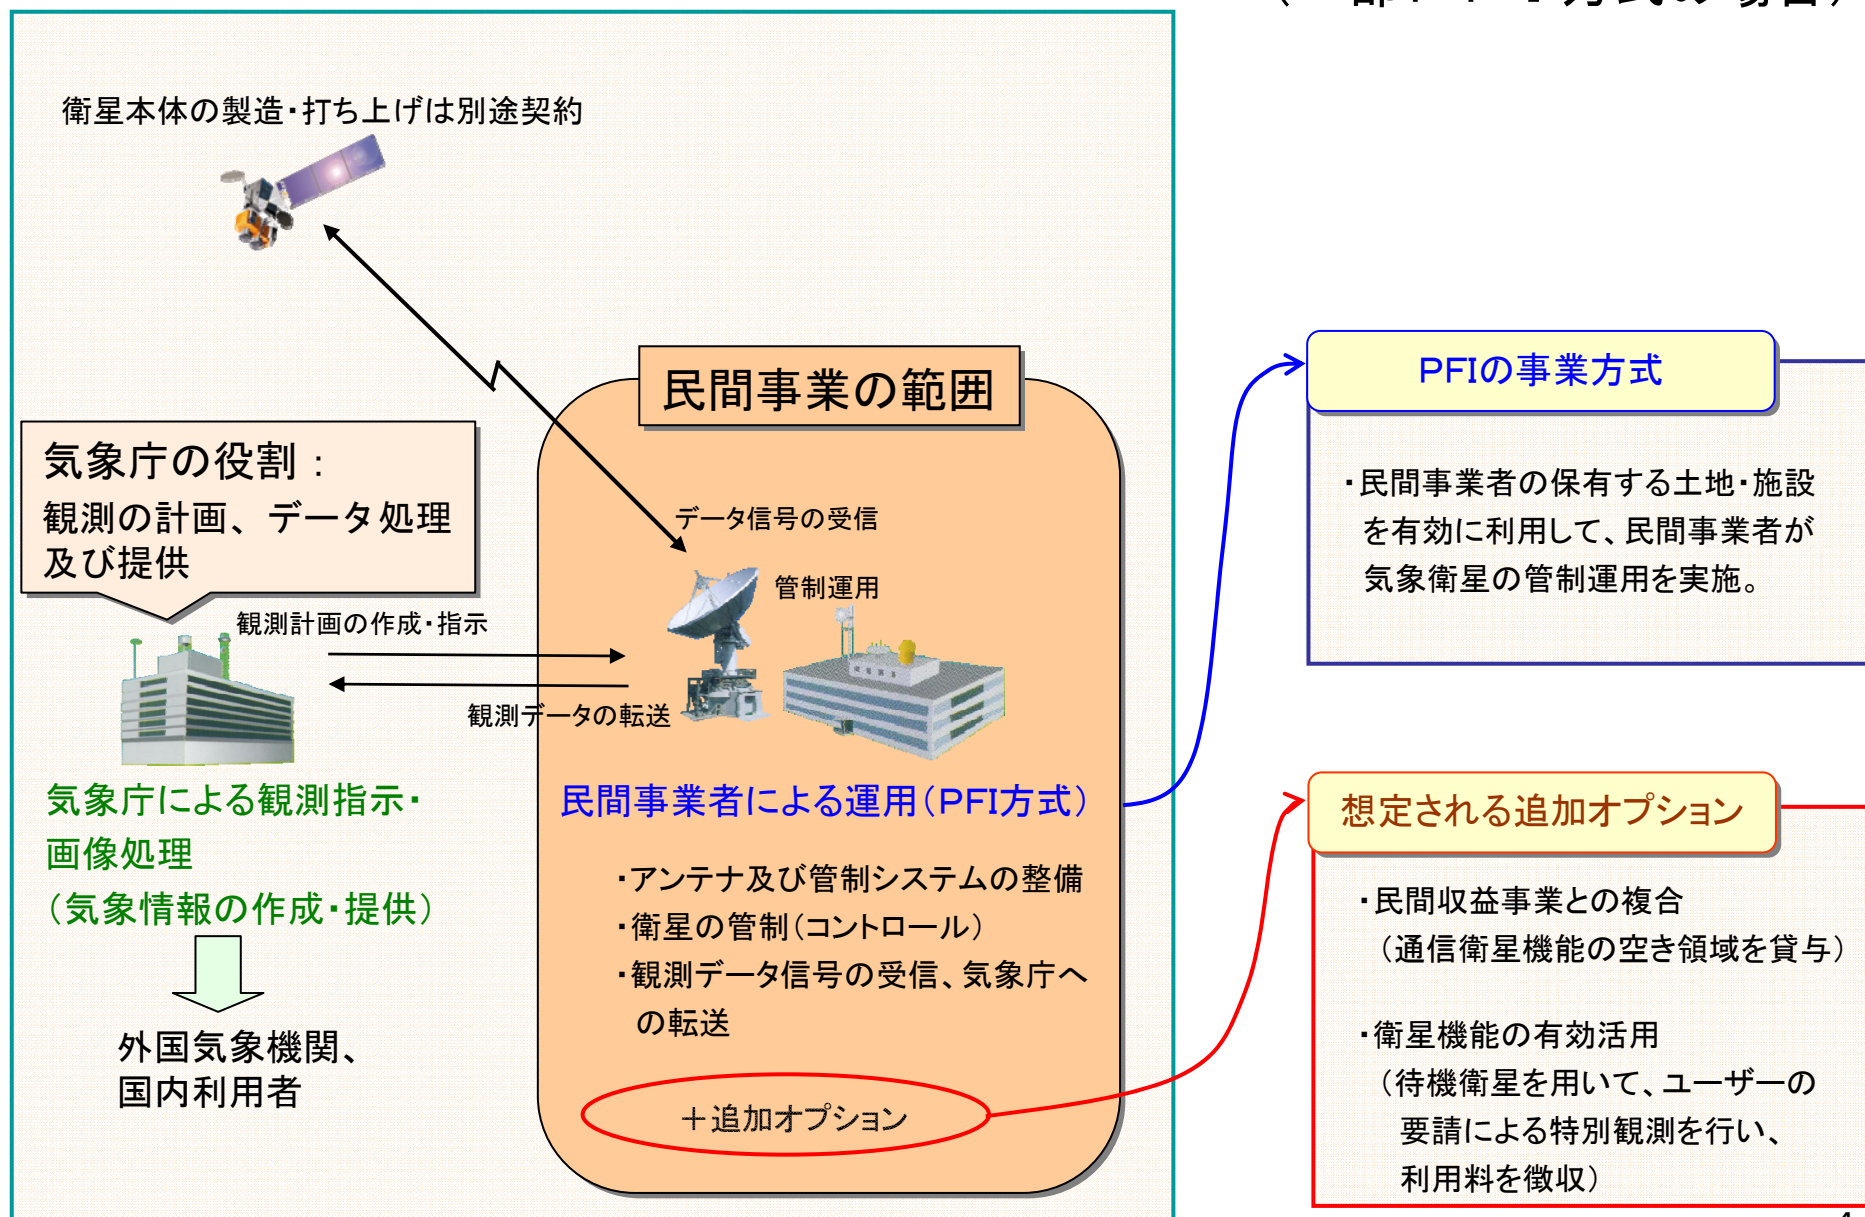 衛星本体の製造・打ち上げは別途契約
民間事業の範囲
気象庁の役割：
観測の計画、データ処理
及び提供
データ信号の受信
管制運用
観測計画の作成・指示
観測データの転送
気象庁による観測指示・
画像処理
（気象情報の作成・提供）
外国気象機関、
国内利用者
民間事業者による運用（PFI方式）
・アンテナ及び管制システムの整備
・衛星の管制（コントロール）
・観測データ信号の受信、気象庁へ
の転送
＋追加オプション
PFIの事業方式
・民間事業者の保有する土地・施設
を有効に利用して、民間事業者が
気象衛星の管制運用を実施。
想定される追加オプション
・民間収益事業との複合
（通信衛星機能の空き領域を貸与）
・衛星機能の有効活用
（待機衛星を用いて、ユーザーの
要請による特別観測を行い、
利用料を徴収）